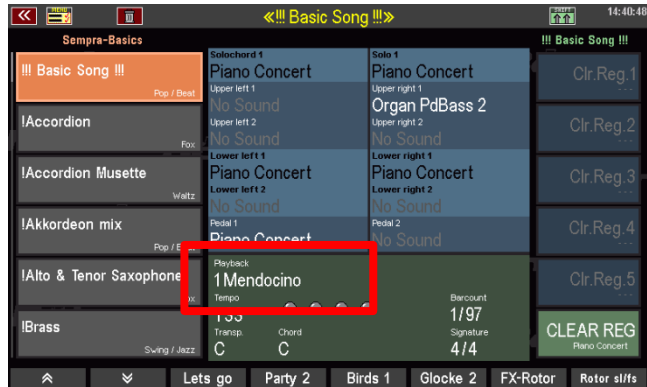 MENU
«!!! Basic Song !!!»
SHIFT
14:40:48
Sempra-Basics
!!! Basic Song !!!
!!! Basic Song !!!
Pop / Beat
!Accordion
Fox
!Accordion Musette
Waltz
!Akkordeon mix
Pop /
!Alto & Tenor Saxophone
!Brass
Swing / Jazz
Solochord 1
Piano Concert
Solo 1
Piano Concert
Upper left 1
No Sound
Upper right 1
Organ PdBass 2
Upper left 2
No Sound
Upper right 2
No Sound
Lower left 1
Piano Concert
Lower right 1
Piano Concert
Lower left 2
No Sound
Lower right 2
No Sound
Pedal 1
Piano Concert
Pedal 2
No Sound
Playback
1Mendocino
Tempo
133
Barcount
1/97
Transp.
C
Chord
C
Signature
4/4
Clr.Reg.1
---
Clr.Reg.2
---
Clr.Reg.3
---
Clr.Reg.4
---
Clr.Reg.5
---
CLEAR REG
Piano Concert
Lets go
Party 2
Birds 1
Glocke 2
FX-Rotor
Rotor sl/fs